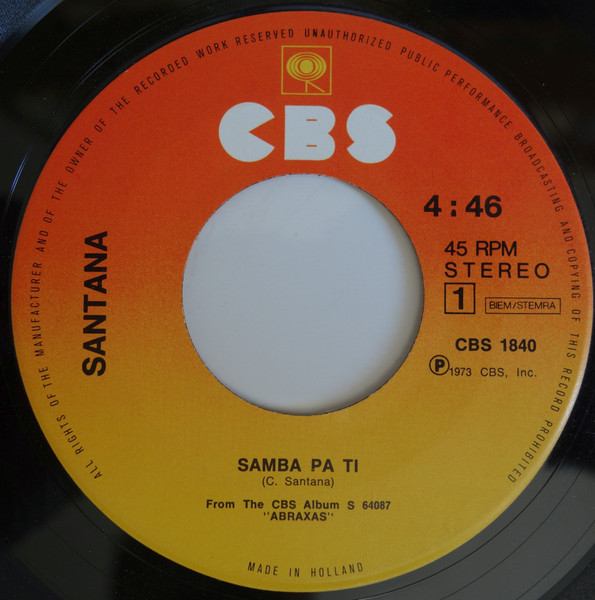 ALL RIGHTS OF THE MANUFACTURER AND OF THE OWNER OF THE RECORDED WORK RESERVED UNAUTHORIZED PUBLIC PERFORMANCE BROADCASTING AND COPYING OF THIS RECORD PROHIBITED
CBS
SANTANA
4:46
45 RPM
STEREO
1 BIEM/STEMRA
CBS 1840
Ⓟ1973 CBS, Inc.
SAMBA PA TI
(C. Santana)
From The CBS Album S 64087
"ABRAXAS"
MADE IN HOLLAND